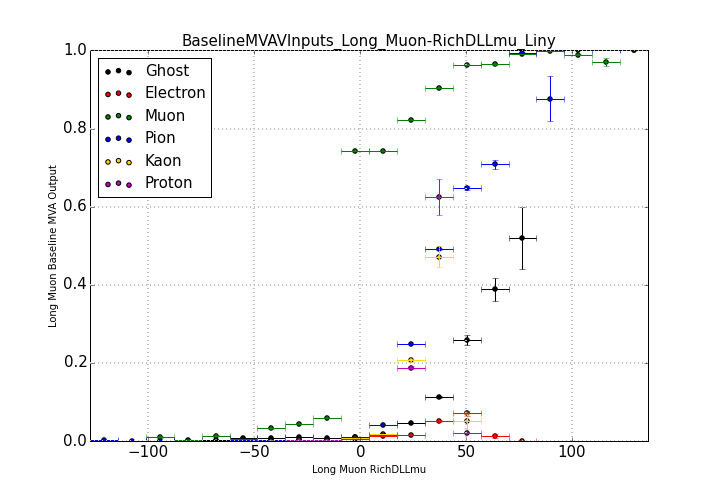 BaselineMVAVInputs_Long_Muon-RichDLLmu_Liny
1.0
0.8
0.6
0.4
0.2
0.0
Long Muon Baseline MVA Output
Ghost
Electron
Muon
Pion
Kaon
Proton
−100
−50
0
50
100
Long Muon RichDLLmu